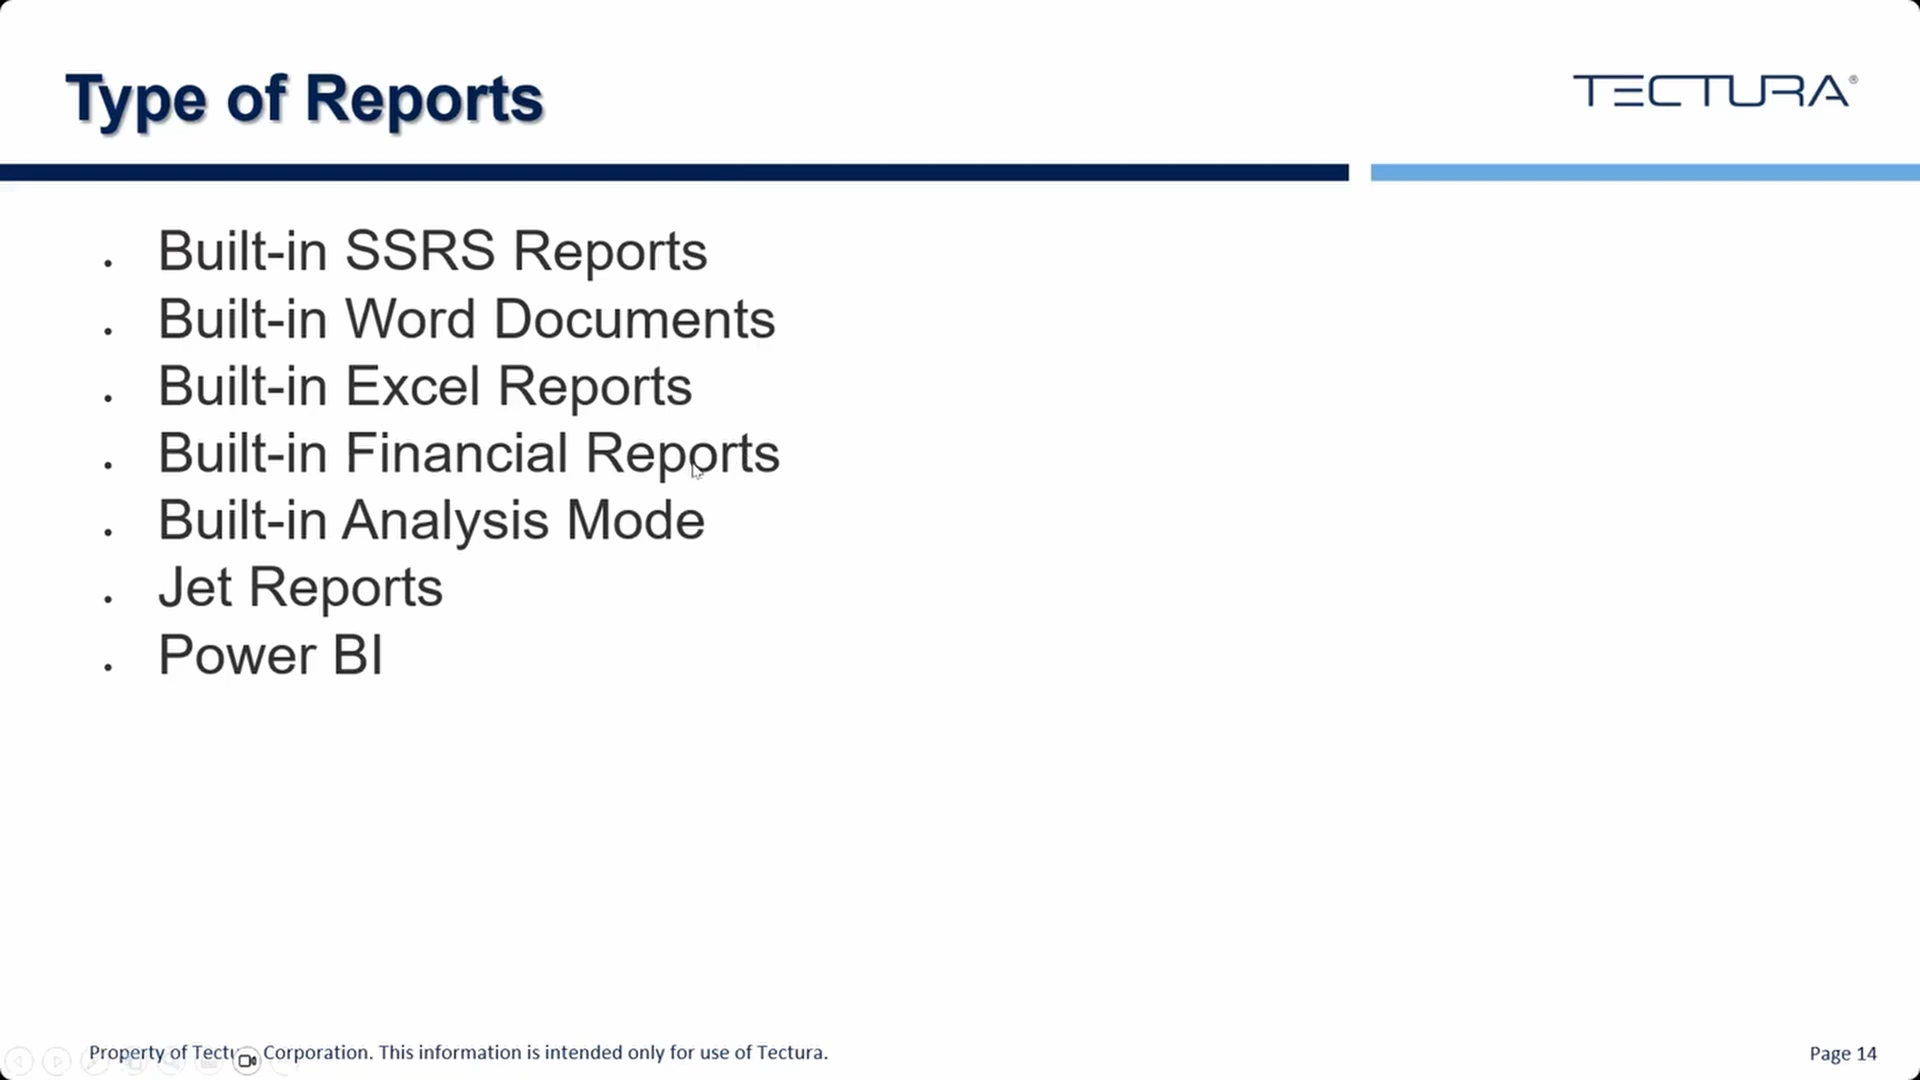 Type of Reports
TECTURA®
Built-in SSRS Reports
Built-in Word Documents
Built-in Excel Reports
Built-in Financial Reports
Built-in Analysis Mode
Jet Reports
Power BI
Property of Tectu Corporation. This information is intended only for use of Tectura.
Page 14